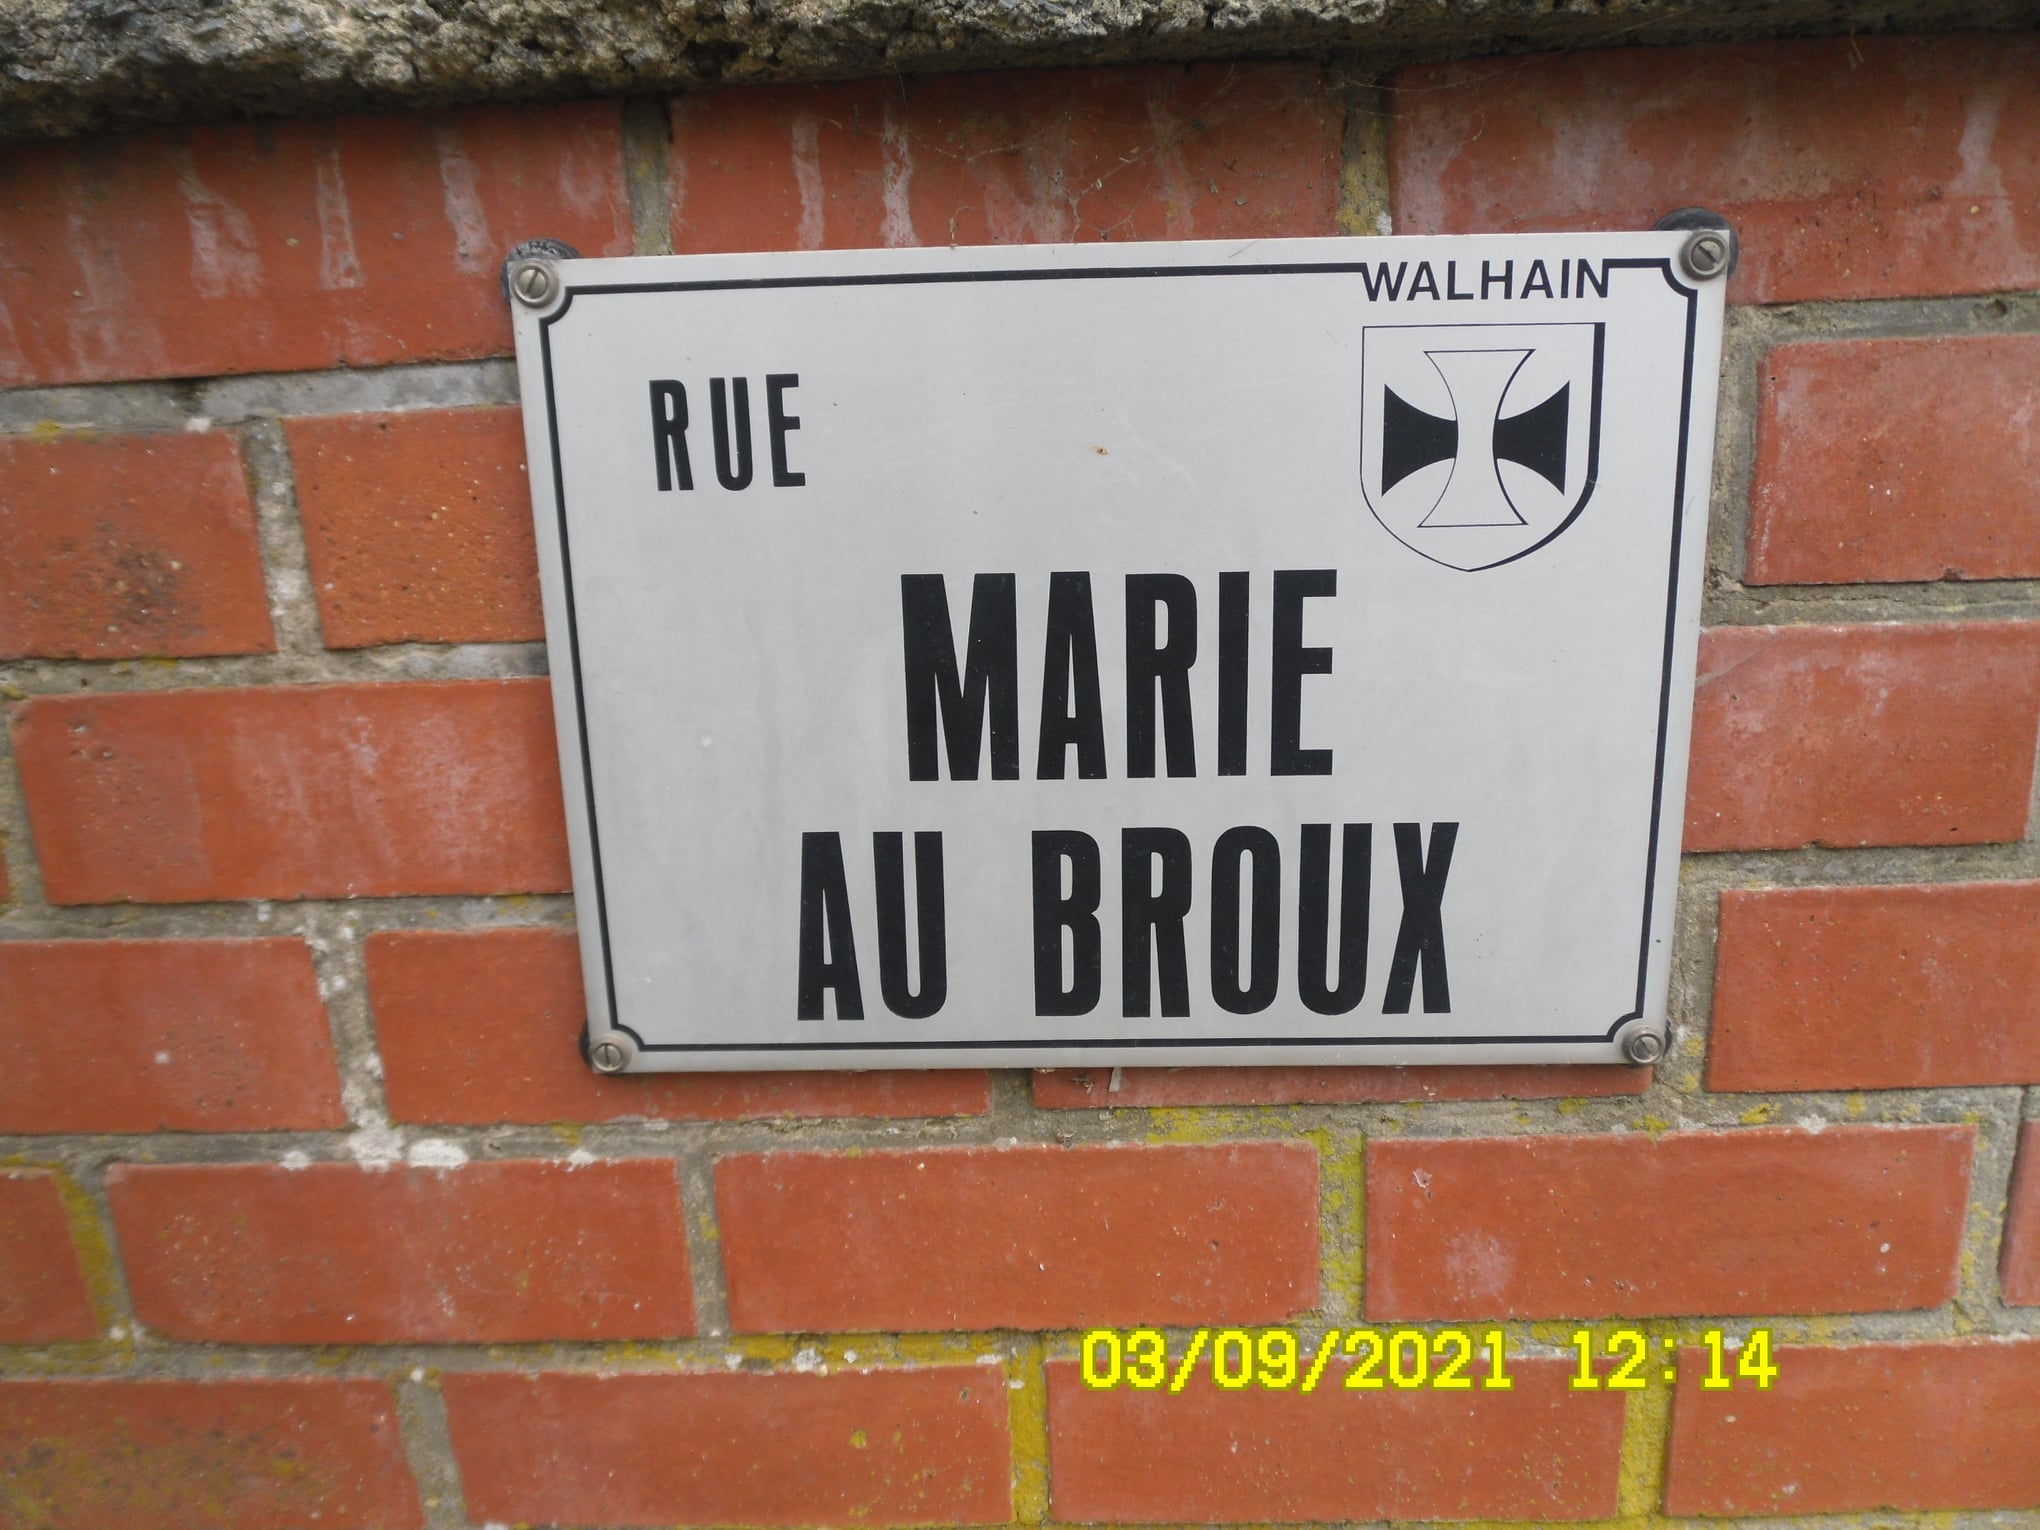 WALHAIN
RUE
MARIE
AU BROUX
03/09/2021 12:14